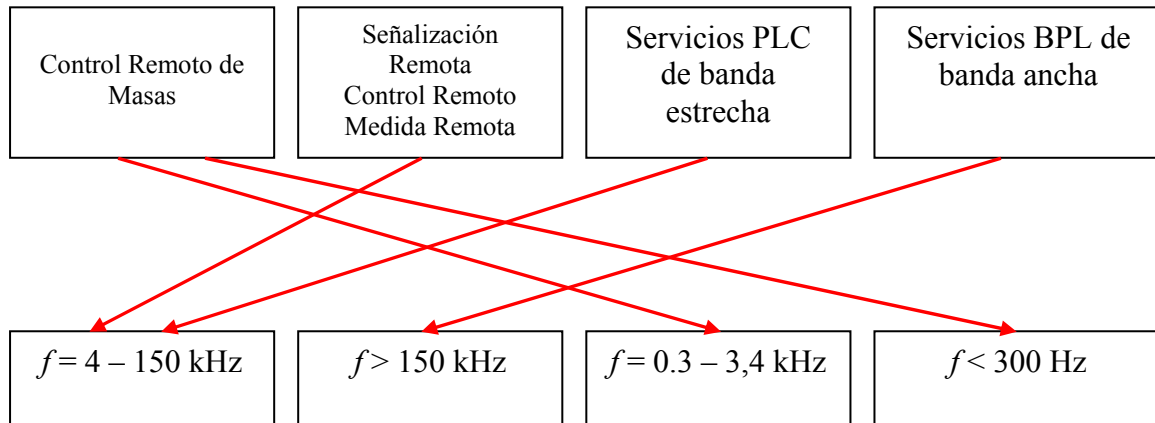 Control Remoto de
Masas
Señalización
Remota
Control Remoto
Medida Remota
Servicios PLC
de banda
estrecha
Servicios BPL de
banda ancha
f = 4 – 150 kHz
f > 150 kHz
f = 0.3 – 3,4 kHz
f < 300 Hz